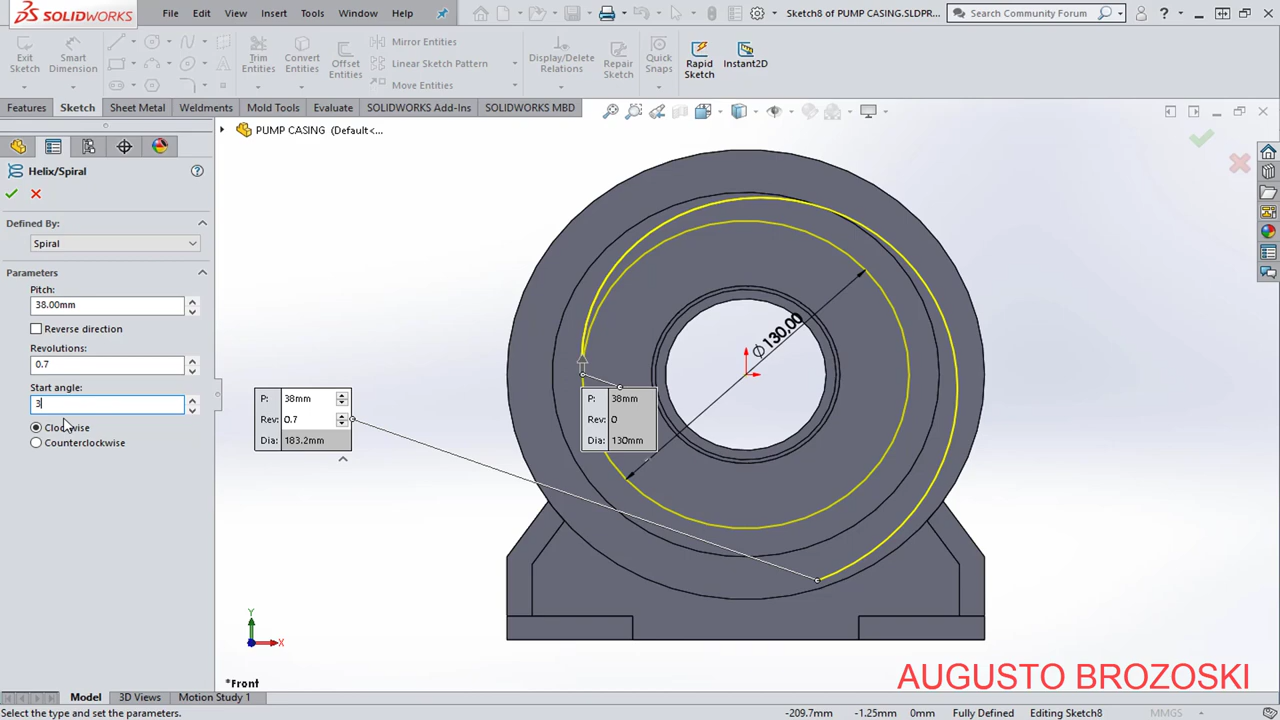 SOLIDWORKS
File Edit View Insert Tools Window Help
Sketch8 of PUMP CASING.SLDPR...
Search Community Forum
Exit Sketch
Smart Dimension
Trim Entities
Convert Entities
Offset Entities
Mirror Entities
Linear Sketch Pattern
Move Entities
Display/Delete Relations
Repair Sketch
Quick Snaps
Rapid Sketch
Instant2D
Features Sketch Sheet Metal Weldments Mold Tools Evaluate SOLIDWORKS Add-Ins SOLIDWORKS MBD
PUMP CASING (Default<...
Helix/Spiral
Defined By:
Spiral
Parameters
Pitch:
38.00mm
Reverse direction
Revolutions:
0.7
Start angle:
3
Clockwise
Counterclockwise
P: 38mm
Rev: 0.7
Dia: 183.2mm
P: 38mm
Rev: 0
Dia: 130mm
Ø130.00
Y
X
*Front
AUGUSTO BROZOSKI
Model 3D Views Motion Study 1
Select the type and set the parameters.
-209.7mm -1.25mm 0mm Fully Defined Editing Sketch8 MMGS